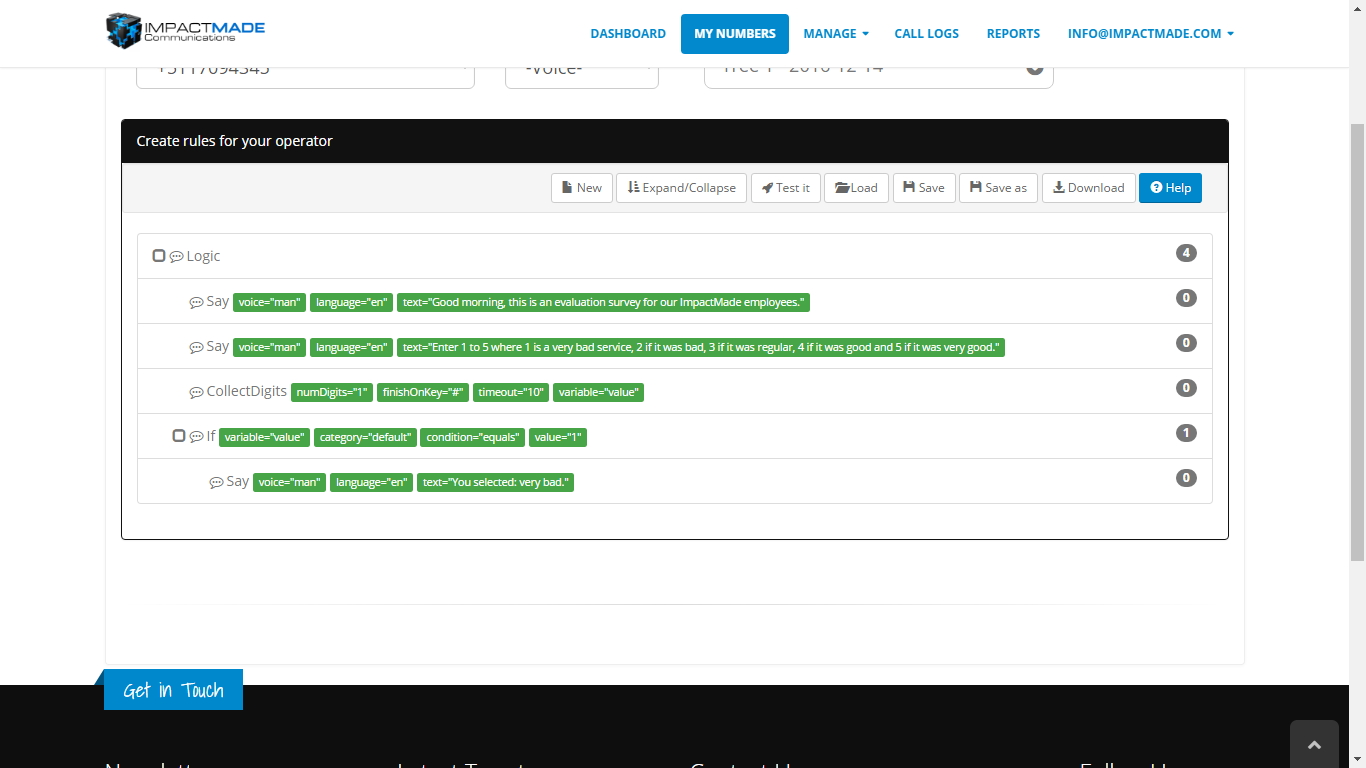 IMPACTMADE
Communications
DASHBOARD MY NUMBERS MANAGE CALL LOGS REPORTS INFO@IMPACTMADE.COM
+5117094345 -Voice- Tree 1 - 2016-12-14
Create rules for your operator
New Expand/Collapse Test it Load Save Save as Download Help
Logic 4
Say voice="man" language="en" text="Good morning, this is an evaluation survey for our ImpactMade employees." 0
Say voice="man" language="en" text="Enter 1 to 5 where 1 is a very bad service, 2 if it was bad, 3 if it was regular, 4 if it was good and 5 if it was very good." 0
CollectDigits numDigits="1" finishOnKey="#" timeout="10" variable="value" 0
If variable="value" category="default" condition="equals" value="1" 1
Say voice="man" language="en" text="You selected: very bad." 0
Get in Touch